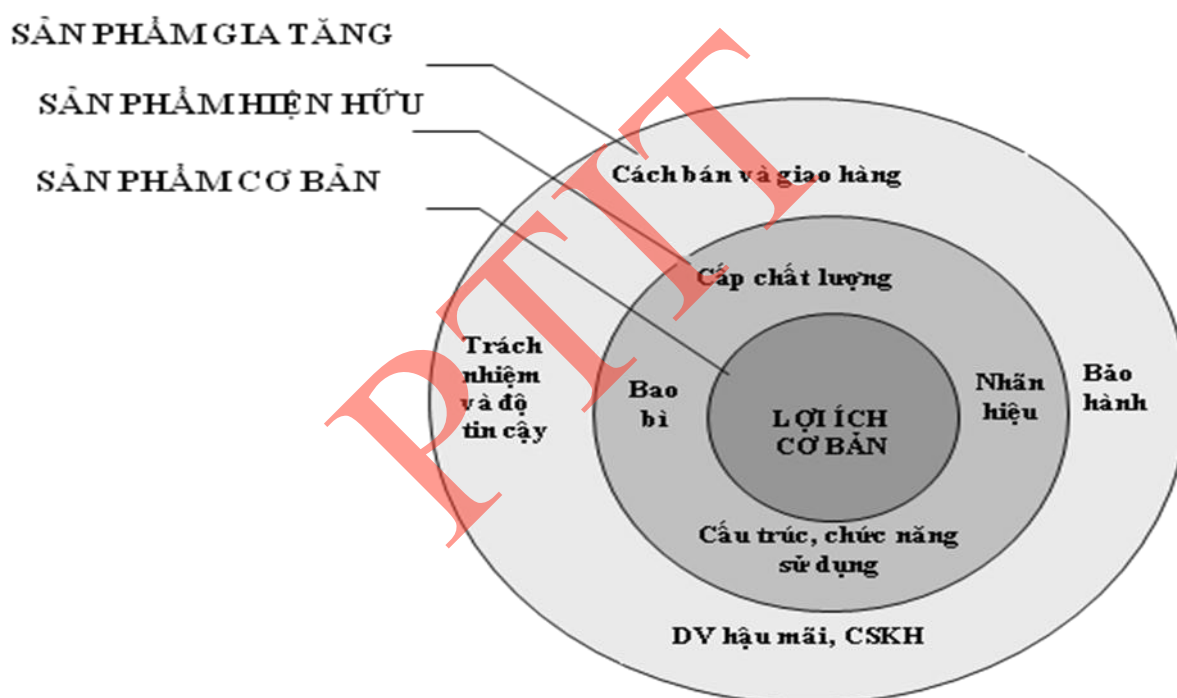 SẢN PHẨM GIA TĂNG
SẢN PHẨM HIỆN HỮU
SẢN PHẨM CƠ BẢN
Cách bán và giao hàng
Cấp chất lượng
Trách
nhiệm
và độ
tin cậy
Bao
bì
LỢI ÍCH
CƠ BẢN
Nhãn
hiệu
Bảo
hành
Cấu trúc, chức năng
sử dụng
DV hậu mãi, CSKH
PTIT